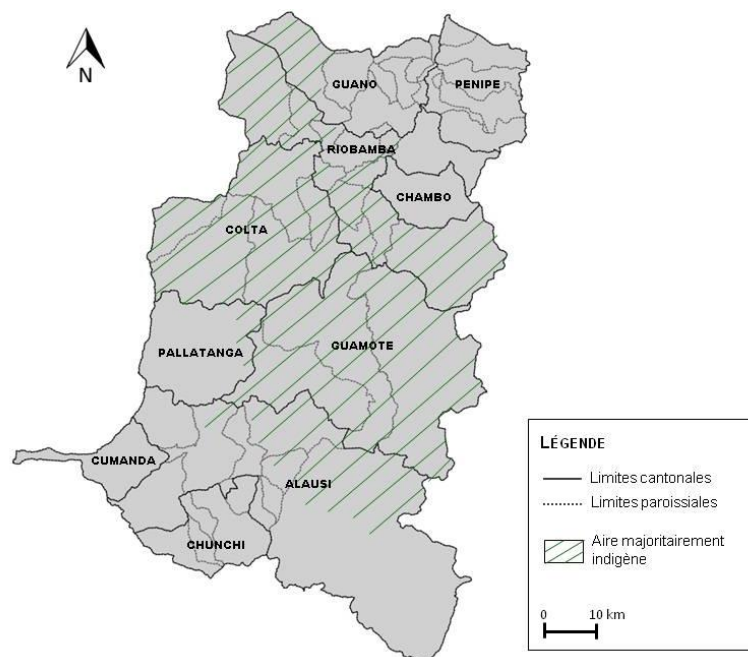 N
GUANO
PENIPE
RIOBAMBA
CHAMBO
COLTA
PALLATANGA
GUAMOTE
CUMANDA
ALAUSI
CHUNCHI
LÉGENDE
Limites cantonales
Limites paroissiales
Aire majoritairement
indigène
0 10 km